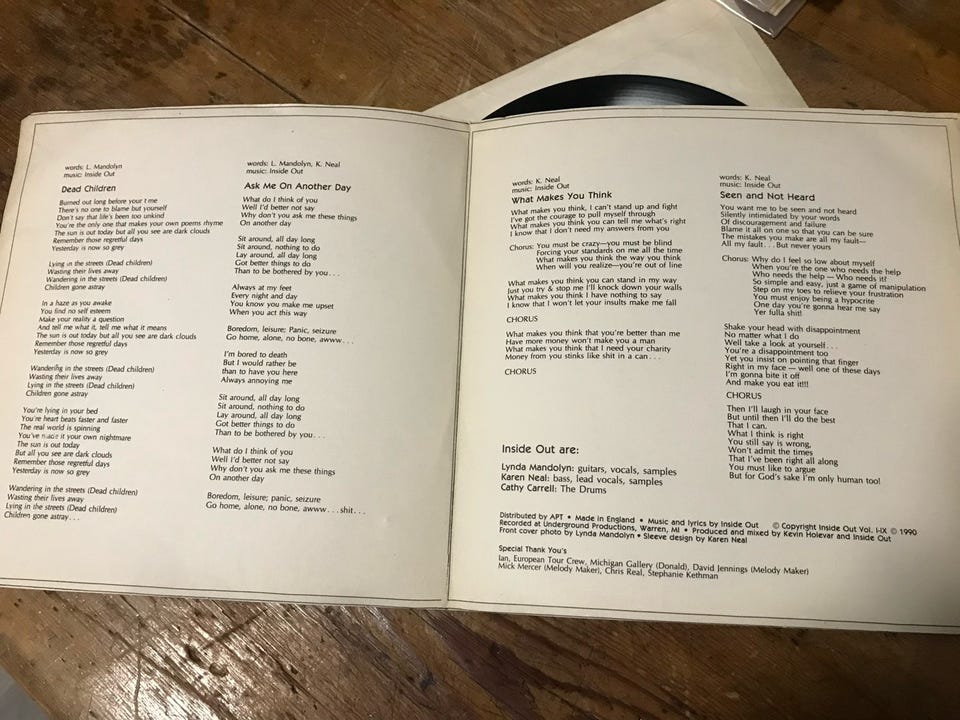 words: L. Mandolyn
music: Inside Out
Dead Children
Burned out long before your t me
There's no one to blame but yourself
Don't say that life's been too unkind
You're the only one that makes your own poems rhyme
The sun is out today but all you see are dark clouds
Remember those regretful days
Yesterday is now so grey
Lying in the streets (Dead children)
Wasting their lives away
Wandering in the streets (Dead children)
Children gone astray
In a haze as you awake
You find no self esteem
Make your reality a question
And tell me what it, tell me what it means
The sun is out today but all you see are dark clouds
Remember those regretful days
Yesterday is now so grey
Wandering in the streets (Dead children)
Wasting their lives away
Lying in the streets (Dead children)
Children gone astray
You're lying in your bed
You're heart beats faster and faster
The real world is spinning
You've made it your own nightmare
The sun is out today
But all you see are dark clouds
Remember those regretful days
Yesterday is now so grey
Wandering in the streets (Dead children)
Wasting their lives away
Lying in the streets (Dead children)
Children gone astray...
words: L. Mandolyn, K. Neal
music: Inside Out
Ask Me On Another Day
What do I think of you
Well I'd better not say
Why don't you ask me these things
On another day
Sit around, all day long
Sit around, nothing to do
Lay around, all day long
Got better things to do
Than to be bothered by you...
Always at my feet
Every night and day
You know you make me upset
When you act this way
Boredom, leisure; Panic, seizure
Go home, alone, no bone, awww...
I'm bored to death
But I would rather be
than to have you here
Always annoying me
Sit around, all day long
Sit around, nothing to do
Lay around, all day long
Got better things to do
Than to be bothered by you...
What do I think of you
Well I'd better not say
Why don't you ask me these things
On another day
Boredom, leisure; panic, seizure
Go home, alone, no bone, awww...shit...
words: K. Neal
music: Inside Out
What Makes You Think
What makes you think, I can't stand up and fight
I've got the courage to pull myself through
What makes you think you can tell me what's right
I know that I don't need my answers from you
Chorus: You must be crazy—you must be blind
Forcing your standards on me all the time
What makes you think the way you think
When will you realize—you're out of line
What makes you think you can stand in my way
Just you try & stop me I'll knock down your walls
What makes you think I have nothing to say
I know that I won't let your insults make me fall
CHORUS
What makes you think that you're better than me
Have more money won't make you a man
What makes you think that I need your charity
Money from you stinks like shit in a can...
CHORUS
words: K. Neal
music: Inside Out
Seen and Not Heard
You want me to be seen and not heard
Silently intimidated by your words
Of discouragement and failure
Blame it all on one so that you can be sure
The mistakes you make are all my fault—
All my fault...But never yours
Chorus: Why do I feel so low about myself
When you're the one who needs the help
Who needs the help — Who needs it?
So simple and easy, just a game of manipulation
Step on my toes to relieve your frustration
You must enjoy being a hypocrite
One day you're gonna hear me say
Yer fulla shit!
Shake your head with disappointment
No matter what I do
Well take a look at yourself...
You're a disappointment too
Yet you insist on pointing that finger
Right in my face — well one of these days
I'm gonna bite it off
And make you eat it!!!
CHORUS
Then I'll laugh in your face
But until then I'll do the best
That I can.
What I think is right
You still say is wrong,
Won't admit the times
That I've been right all along
You must like to argue
But for God's sake I'm only human too!
Inside Out are:
Lynda Mandolyn: guitars, vocals, samples
Karen Neal: bass, lead vocals, samples
Cathy Carrell: The Drums
Distributed by APT • Made in England • Music and lyrics by Inside Out © Copyright Inside Out Vol. I-IX © 1990
Recorded at Underground Productions, Warren, MI • Produced and mixed by Kevin Holevar and Inside Out
Front cover photo by Lynda Mandolyn • Sleeve design by Karen Neal
Special Thank You's
Ian, European Tour Crew, Michigan Gallery (Donald), David Jennings (Melody Maker)
Mick Mercer (Melody Maker), Chris Real, Stephanie Kethman